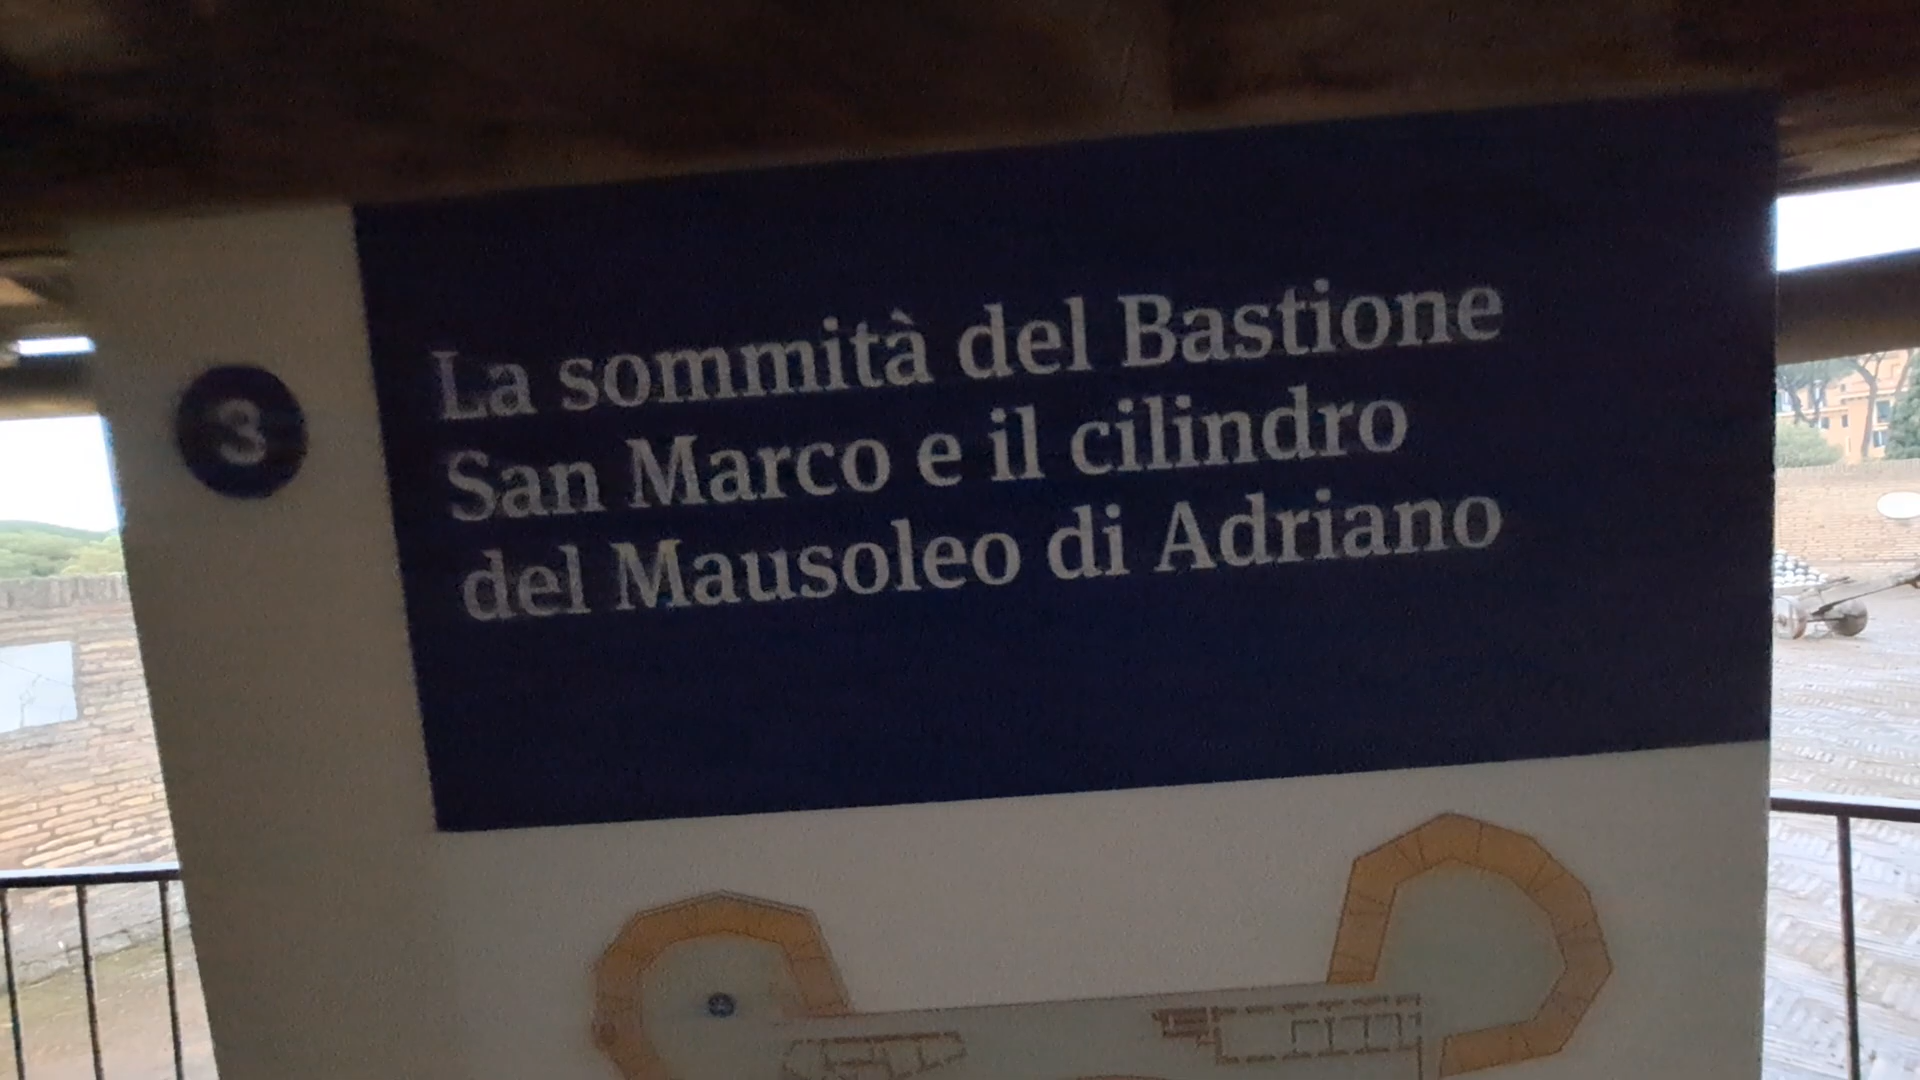 3
La sommità del Bastione
San Marco e il cilindro
del Mausoleo di Adriano